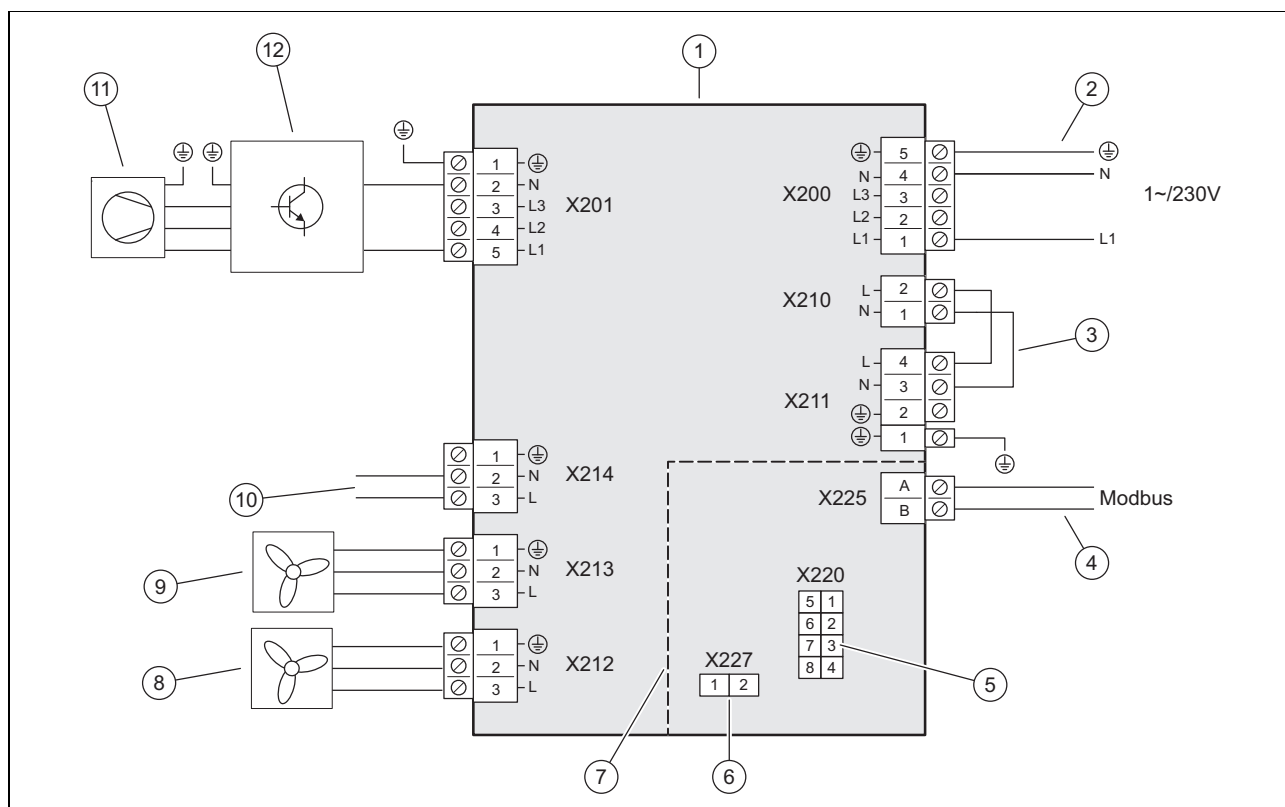 12
11
1
2
5
4
3
2
1
N
L3
L2
L1
X200
N
1~/230V
L1
1
2
3
4
5
N
L3
L2
L1
X201
X210
L
N
2
1
3
X211
L
N
4
3
2
1
X214
1
2
3
N
L
10
X225
A
B
Modbus
4
X213
1
2
3
N
L
9
X220
5 1
6 2
7 3
8 4
5
X212
1
2
3
N
L
8
X227
1 2
7
6